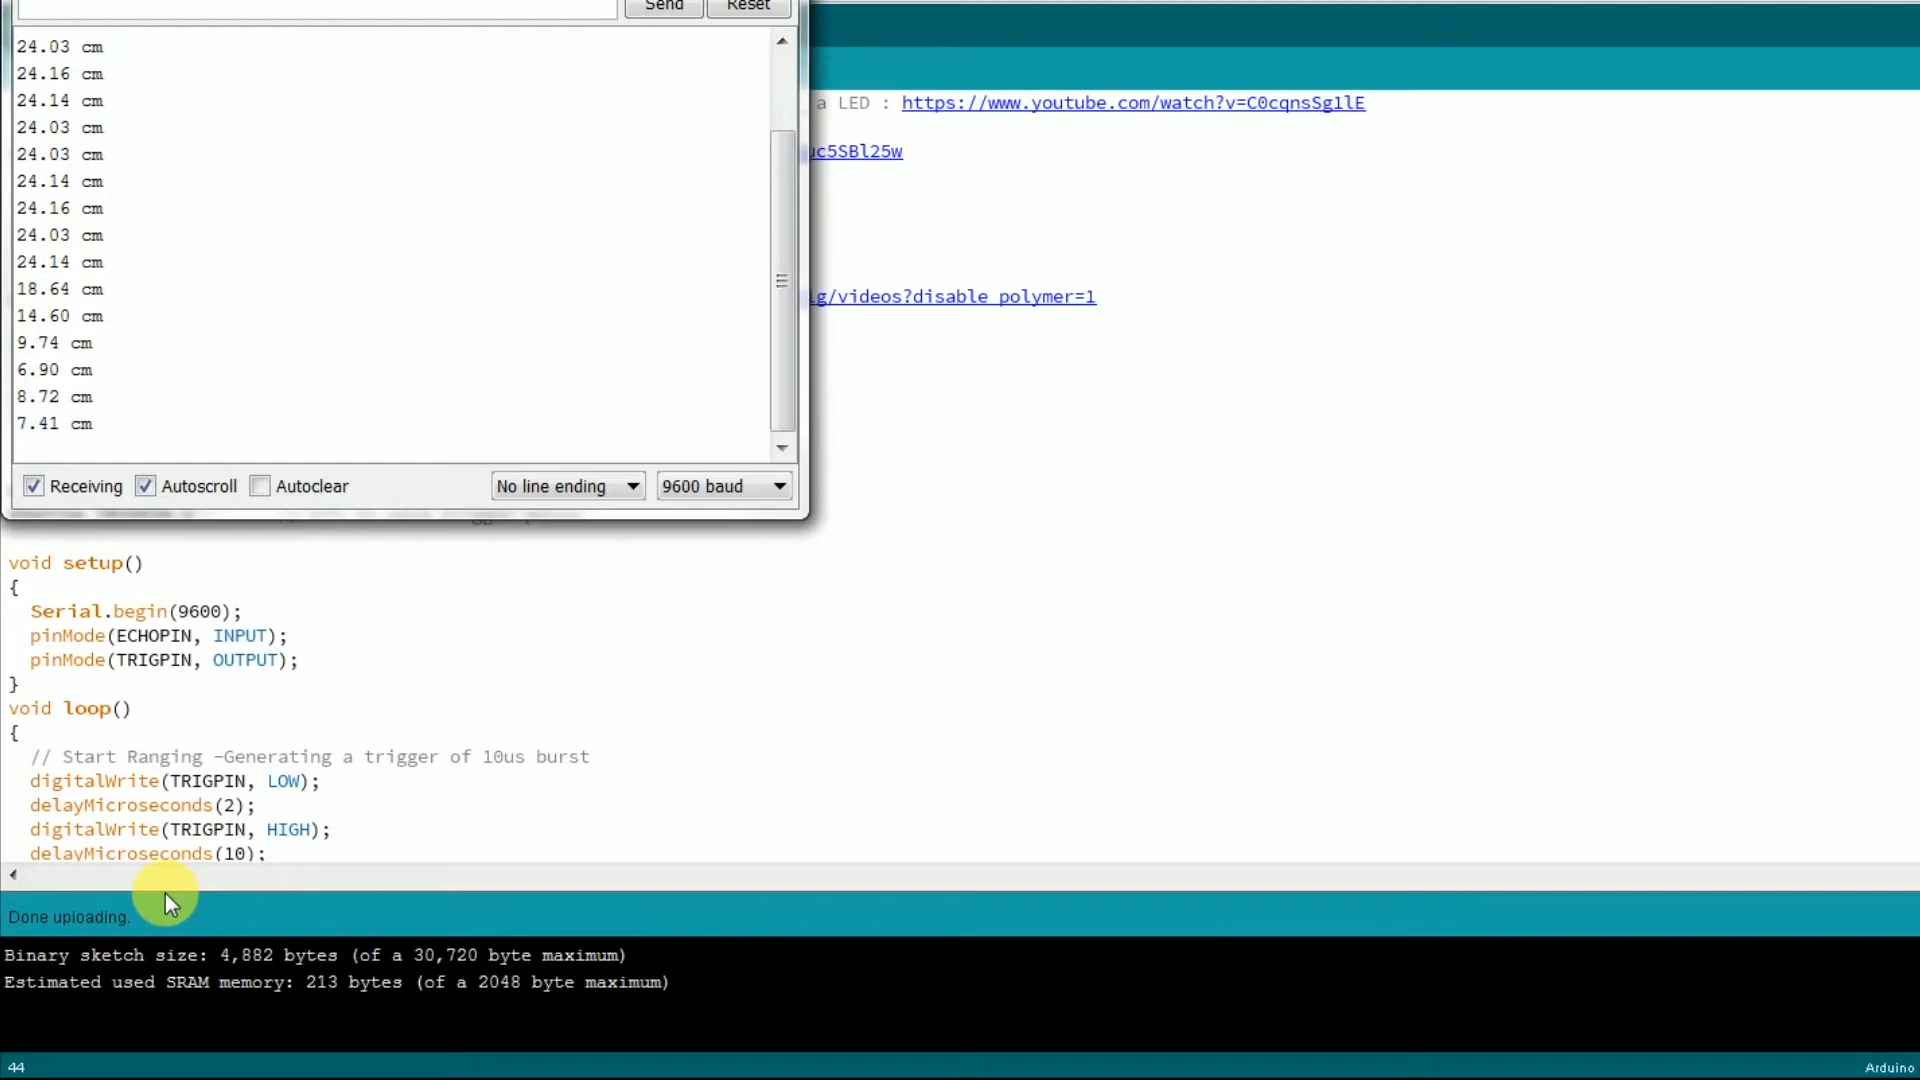 Send Reset
24.03 cm
24.16 cm
24.14 cm
24.03 cm
24.03 cm
24.14 cm
24.16 cm
24.03 cm
24.14 cm
18.64 cm
14.60 cm
9.74 cm
6.90 cm
8.72 cm
7.41 cm
Receiving Autoscroll Autoclear No line ending 9600 baud
a LED : https://www.youtube.com/watch?v=C0cqnsSg1lE
uc5SBl25w
lg/videos?disable_polymer=1
void setup()
{
Serial.begin(9600);
pinMode(ECHOPIN, INPUT);
pinMode(TRIGPIN, OUTPUT);
}
void loop()
{
// Start Ranging -Generating a trigger of 10us burst
digitalWrite(TRIGPIN, LOW);
delayMicroseconds(2);
digitalWrite(TRIGPIN, HIGH);
delayMicroseconds(10);
Done uploading.
Binary sketch size: 4,882 bytes (of a 30,720 byte maximum)
Estimated used SRAM memory: 213 bytes (of a 2048 byte maximum)
44
Arduino